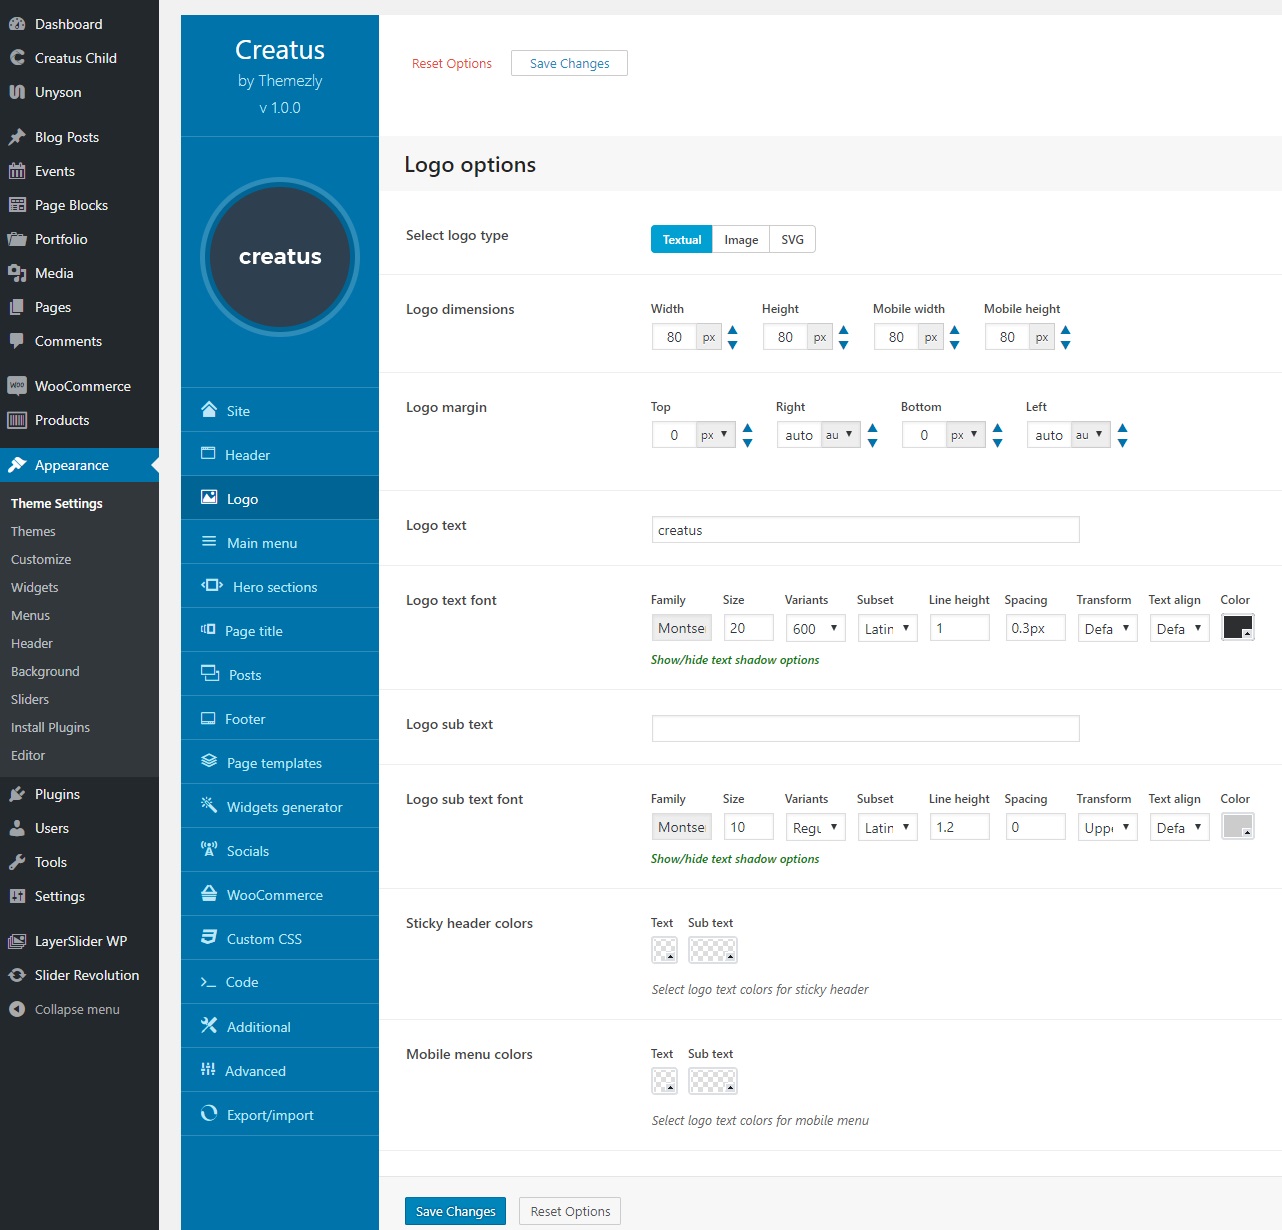 Dashboard
Creatus Child
Unyson
Blog Posts
Events
Page Blocks
Portfolio
Media
Pages
Comments
WooCommerce
Products
Appearance
Theme Settings
Themes
Customize
Widgets
Menus
Header
Background
Sliders
Install Plugins
Editor
Plugins
Users
Tools
Settings
LayerSlider WP
Slider Revolution
Collapse menu
Creatus
by Themezly
v 1.0.0
creatus
Site
Header
Logo
Main menu
Hero sections
Page title
Posts
Footer
Page templates
Widgets generator
Socials
WooCommerce
Custom CSS
Code
Additional
Advanced
Export/import
Reset Options Save Changes
Logo options
Select logo type Textual Image SVG
Logo dimensions Width Height Mobile width Mobile height
80 px 80 px 80 px 80 px
Logo margin Top Right Bottom Left
0 px auto au 0 px auto au
Logo text creatus
Logo text font Family Size Variants Subset Line height Spacing Transform Text align Color
Montse 20 600 Latin 1 0.3px Defa Defa
Show/hide text shadow options
Logo sub text
Logo sub text font Family Size Variants Subset Line height Spacing Transform Text align Color
Montse 10 Regu Latin 1.2 0 Uppe Defa
Show/hide text shadow options
Sticky header colors Text Sub text
Select logo text colors for sticky header
Mobile menu colors Text Sub text
Select logo text colors for mobile menu
Save Changes Reset Options